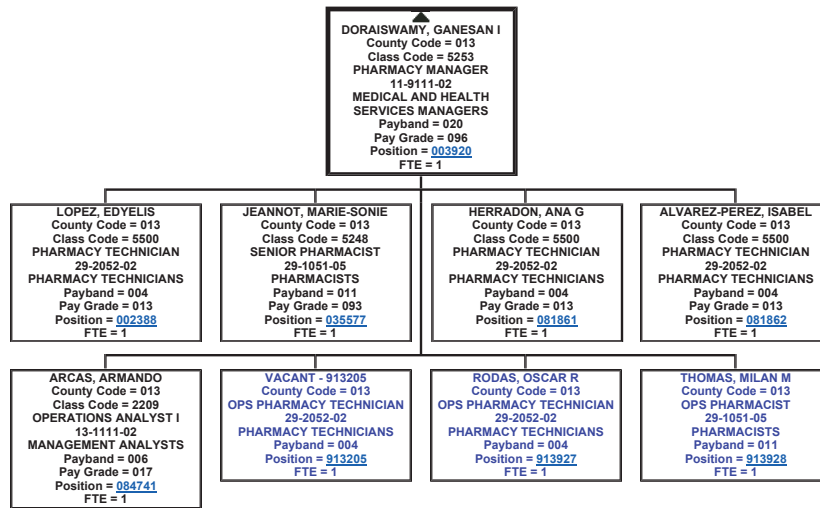 DORAISWAMY, GANESAN I
County Code = 013
Class Code = 5253
PHARMACY MANAGER
11-9111-02
MEDICAL AND HEALTH
SERVICES MANAGERS
Payband = 020
Pay Grade = 096
Position = 003920
FTE = 1
LOPEZ, EDYELIS
County Code = 013
Class Code = 5500
PHARMACY TECHNICIAN
29-2052-02
PHARMACY TECHNICIANS
Payband = 004
Pay Grade = 013
Position = 002388
FTE = 1
JEANNOT, MARIE-SONIE
County Code = 013
Class Code = 5248
SENIOR PHARMACIST
29-1051-05
PHARMACISTS
Payband = 011
Pay Grade = 093
Position = 035577
FTE = 1
HERRADON, ANA G
County Code = 013
Class Code = 5500
PHARMACY TECHNICIAN
29-2052-02
PHARMACY TECHNICIANS
Payband = 004
Pay Grade = 013
Position = 081861
FTE = 1
ALVAREZ-PEREZ, ISABEL
County Code = 013
Class Code = 5500
PHARMACY TECHNICIAN
29-2052-02
PHARMACY TECHNICIANS
Payband = 004
Pay Grade = 013
Position = 081862
FTE = 1
ARCAS, ARMANDO
County Code = 013
Class Code = 2209
OPERATIONS ANALYST I
13-1111-02
MANAGEMENT ANALYSTS
Payband = 006
Pay Grade = 017
Position = 084741
FTE = 1
VACANT - 913205
County Code = 013
OPS PHARMACY TECHNICIAN
29-2052-02
PHARMACY TECHNICIANS
Payband = 004
Position = 913205
FTE = 1
RODAS, OSCAR R
County Code = 013
OPS PHARMACY TECHNICIAN
29-2052-02
PHARMACY TECHNICIANS
Payband = 004
Position = 913927
FTE = 1
THOMAS, MILAN M
County Code = 013
OPS PHARMACIST
29-1051-05
PHARMACISTS
Payband = 011
Position = 913928
FTE = 1